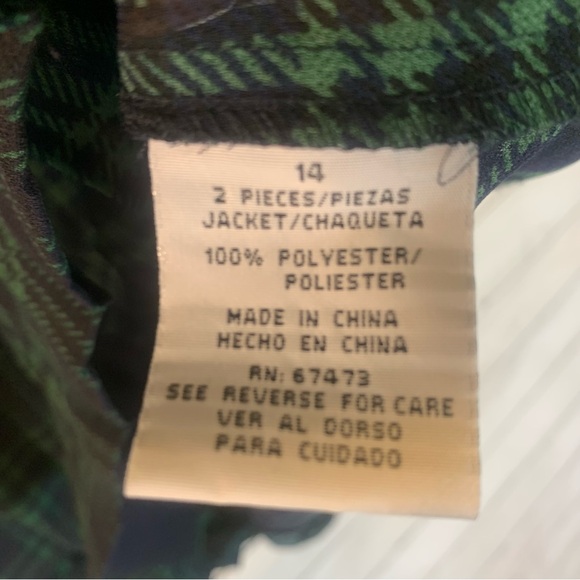 14
2 PIECES/PIEZAS
JACKET/CHAQUETA
100% POLYESTER/
POLIESTER
MADE IN CHINA
HECHO EN CHINA
RN: 67473
SEE REVERSE FOR CARE
VER AL DORSO
PARA CUIDADO